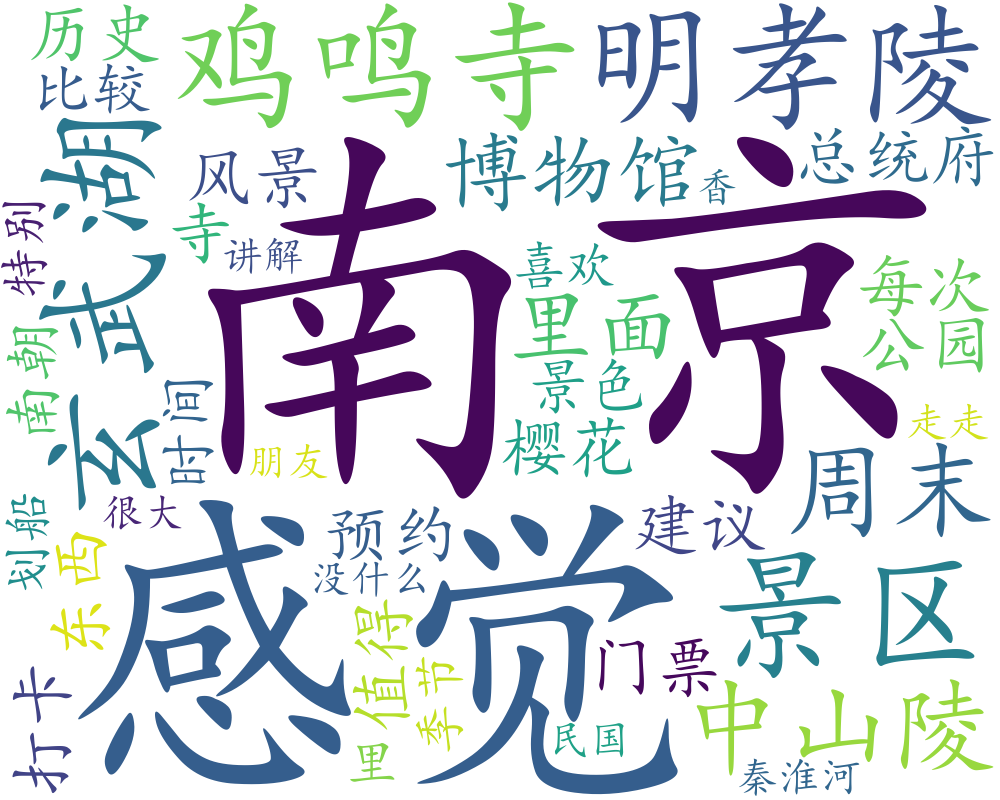 历史
鸡鸣寺
明孝陵
比较
玄武湖
风景
博物馆
香
总统府
特别
寺
讲解
南京
喜欢
里面
每次
公园
南朝
时间
景色
樱花
朋友
走走
划船
很大
预约
建议
周末
东西
感觉
没什么
景区
值得
季节
门票
打卡
里
民国
中山陵
秦淮河